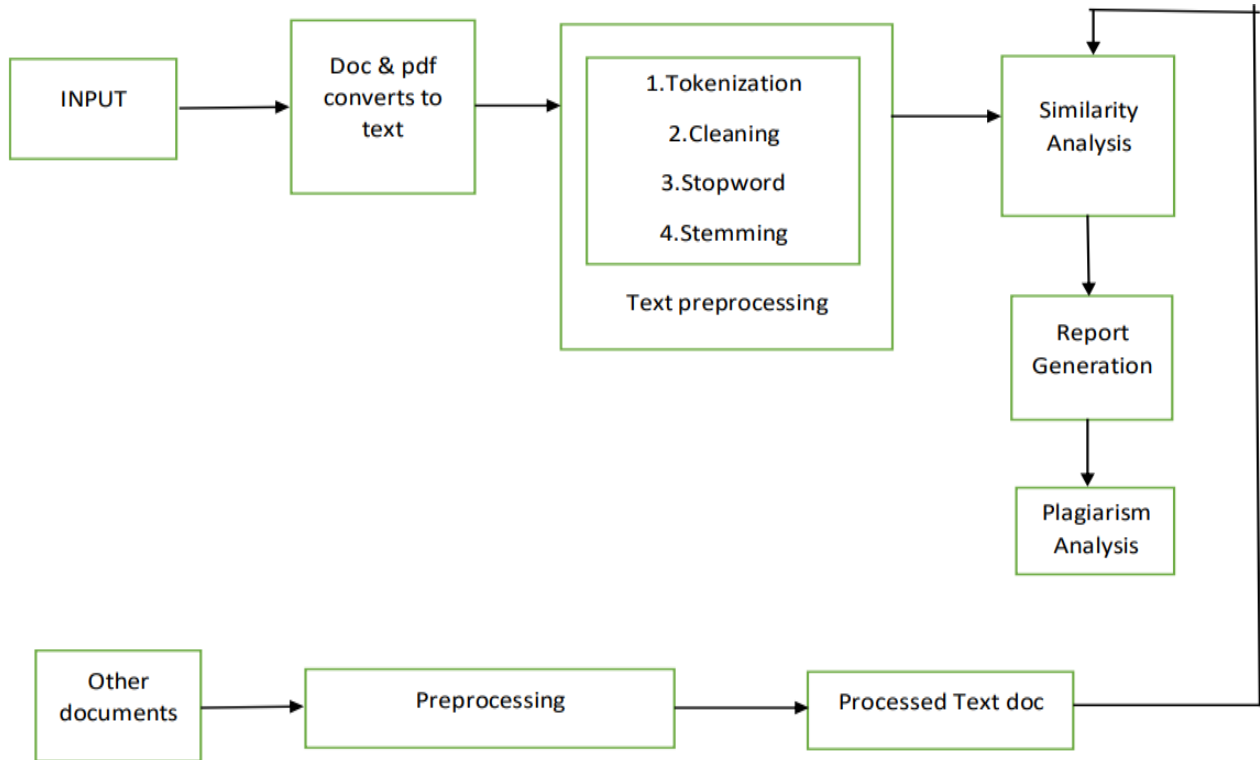 INPUT
Doc & pdf
converts to
text
1.Tokenization
2.Cleaning
3.Stopword
4.Stemming
Text preprocessing
Similarity
Analysis
Report
Generation
Plagiarism
Analysis
Other
documents
Preprocessing
Processed Text doc